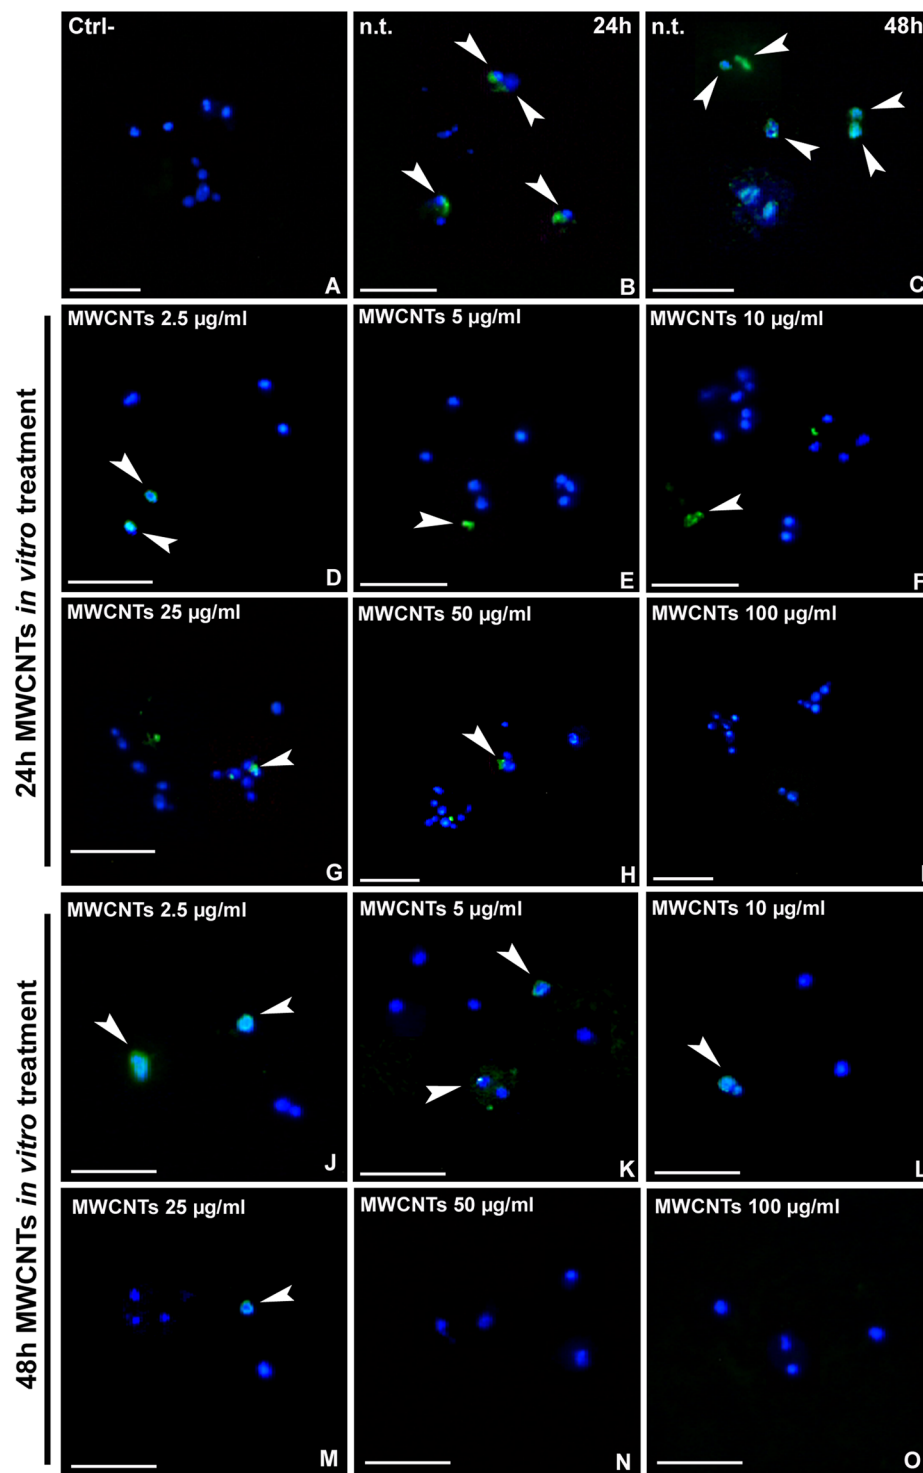 Ctrl-
A
n.t. 24h
B
n.t. 48h
C
24h MWCNTs in vitro treatment
MWCNTs 2.5 µg/ml
D
MWCNTs 5 µg/ml
E
MWCNTs 10 µg/ml
F
MWCNTs 25 µg/ml
G
MWCNTs 50 µg/ml
H
MWCNTs 100 µg/ml
I
48h MWCNTs in vitro treatment
MWCNTs 2.5 µg/ml
J
MWCNTs 5 µg/ml
K
MWCNTs 10 µg/ml
L
MWCNTs 25 µg/ml
M
MWCNTs 50 µg/ml
N
MWCNTs 100 µg/ml
O